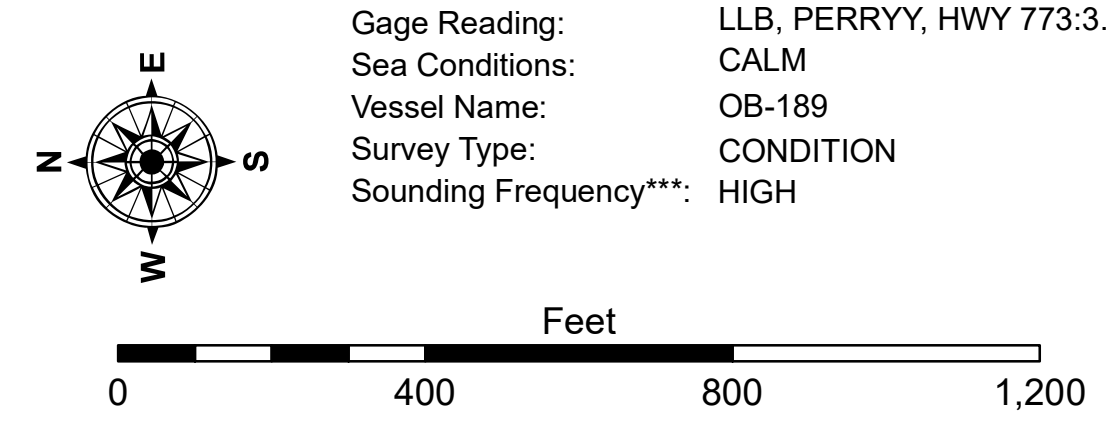 E
N
S
W
Gage Reading: LLB, PERRYY, HWY 773:3.
Sea Conditions: CALM
Vessel Name: OB-189
Survey Type: CONDITION
Sounding Frequency***: HIGH
Feet
0 400 800 1,200